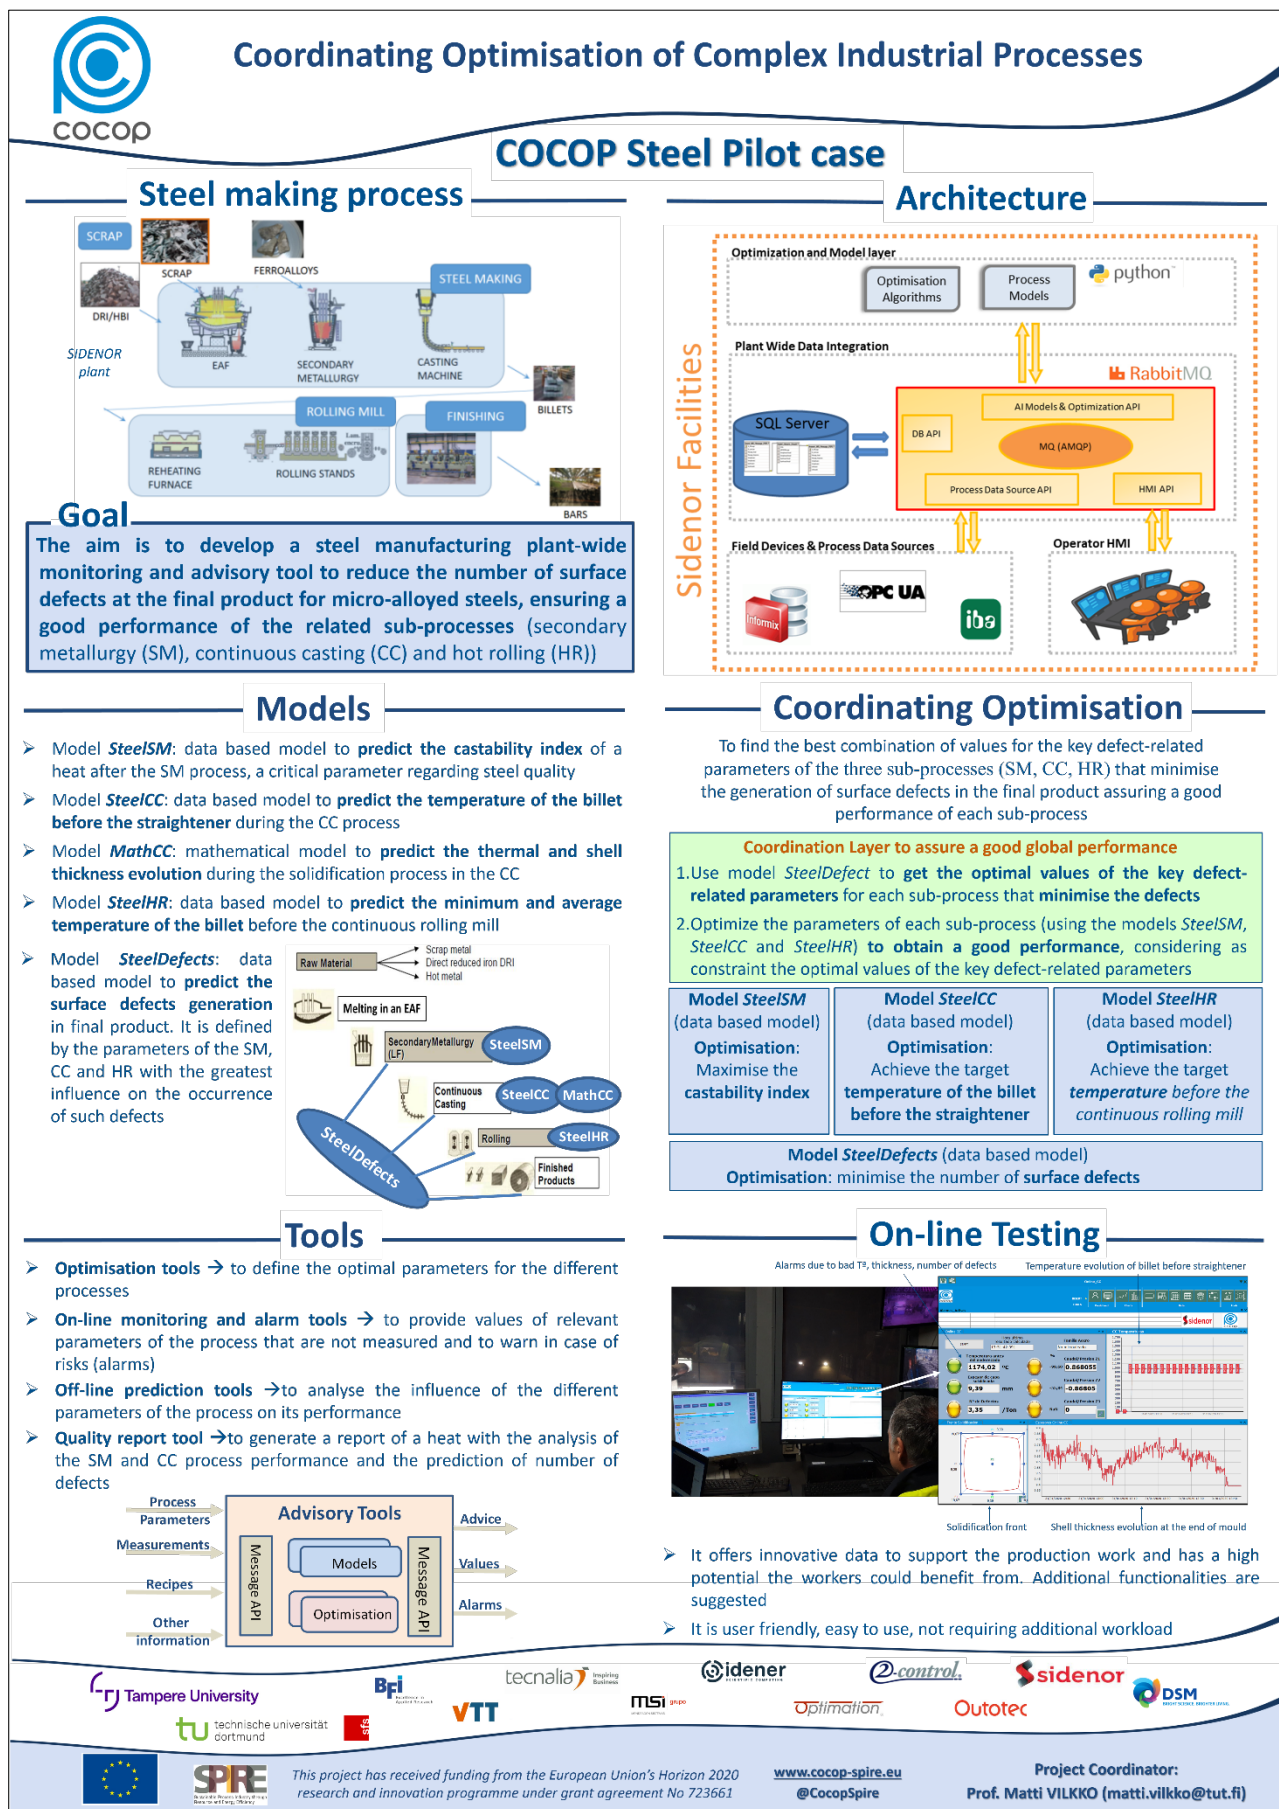 Coordinating Optimisation of Complex Industrial Processes
cocop
COCOP Steel Pilot case
Steel making process
SCRAP
SCRAP
FERROALLOYS
STEEL MAKING
DRI/HBI
SIDENOR
plant
EAF
SECONDARY
METALLURGY
CASTING
MACHINE
BILLETS
ROLLING MILL
FINISHING
REHEATING
FURNACE
ROLLING STANDS
BARS
Goal
The aim is to develop a steel manufacturing plant-wide
monitoring and advisory tool to reduce the number of surface
defects at the final product for micro-alloyed steels, ensuring a
good performance of the related sub-processes (secondary
metallurgy (SM), continuous casting (CC) and hot rolling (HR))
Architecture
Sidenor Facilities
Optimization and Model layer
Optimisation
Algorithms
Process
Models
python™
Plant Wide Data Integration
RabbitMQ
SQL Server
AI Models & Optimization API
DB API
MQ (AMQP)
Process Data Source API
HMI API
Field Devices & Process Data Sources
Operator HMI
Informix
OPC UA
iba
Models
➢ Model SteelSM: data based model to predict the castability index of a
heat after the SM process, a critical parameter regarding steel quality
➢ Model SteelCC: data based model to predict the temperature of the billet
before the straightener during the CC process
➢ Model MathCC: mathematical model to predict the thermal and shell
thickness evolution during the solidification process in the CC
➢ Model SteelHR: data based model to predict the minimum and average
temperature of the billet before the continuous rolling mill
➢ Model SteelDefects: data
based model to predict the
surface defects generation
in final product. It is defined
by the parameters of the SM,
CC and HR with the greatest
influence on the occurrence
of such defects
Raw Material
Scrap metal
Direct reduced iron DRI
Hot metal
Melting in an EAF
SecondaryMetallurgy
(LF)
SteelSM
Continuous
Casting
SteelCC
MathCC
Rolling
SteelHR
SteelDefects
Finished
Products
Coordinating Optimisation
To find the best combination of values for the key defect-related
parameters of the three sub-processes (SM, CC, HR) that minimise
the generation of surface defects in the final product assuring a good
performance of each sub-process
Coordination Layer to assure a good global performance
1.Use model SteelDefect to get the optimal values of the key defect-
related parameters for each sub-process that minimise the defects
2.Optimize the parameters of each sub-process (using the models SteelSM,
SteelCC and SteelHR) to obtain a good performance, considering as
constraint the optimal values of the key defect-related parameters
Model SteelSM
(data based model)
Optimisation:
Maximise the
castability index
Model SteelCC
(data based model)
Optimisation:
Achieve the target
temperature of the billet
before the straightener
Model SteelHR
(data based model)
Optimisation:
Achieve the target
temperature before the
continuous rolling mill
Model SteelDefects (data based model)
Optimisation: minimise the number of surface defects
Tools
➢ Optimisation tools → to define the optimal parameters for the different
processes
➢ On-line monitoring and alarm tools → to provide values of relevant
parameters of the process that are not measured and to warn in case of
risks (alarms)
➢ Off-line prediction tools →to analyse the influence of the different
parameters of the process on its performance
➢ Quality report tool →to generate a report of a heat with the analysis of
the SM and CC process performance and the prediction of number of
defects
Process
Parameters
Measurements
Recipes
Other
information
Advisory Tools
Message API
Models
Optimisation
Message API
Advice
Values
Alarms
On-line Testing
Alarms due to bad Tª, thickness, number of defects
Temperature evolution of billet before straightener
sidenor
1174,02 ºC
0.868055
9,39 mm
-0.86805
3,35 /Ton
0
Solidification front
Shell thickness evolution at the end of mould
➢ It offers innovative data to support the production work and has a high
potential the workers could benefit from. Additional functionalities are
suggested
➢ It is user friendly, easy to use, not requiring additional workload
Tampere University
BFi
tecnalia Inspiring
Business
idener
e-control.
sidenor
DSM
technische universität
dortmund
tu
sfs
VTT
msi grupo
Optimation
Outotec
SPIRE
This project has received funding from the European Union's Horizon 2020
research and innovation programme under grant agreement No 723661
www.cocop-spire.eu
@CocopSpire
Project Coordinator:
Prof. Matti VILKKO (matti.vilkko@tut.fi)